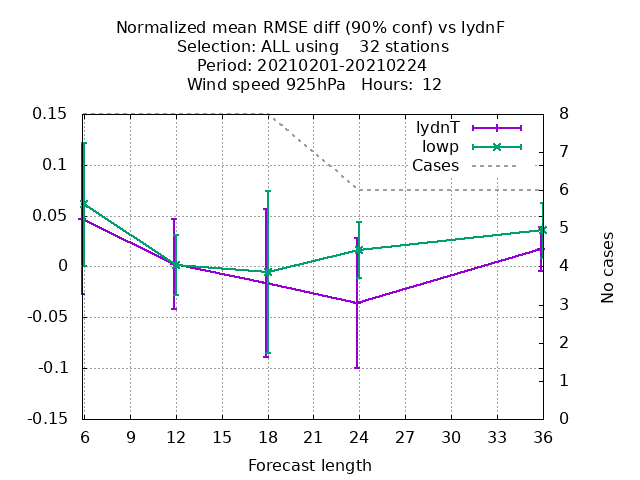 Normalized mean RMSE diff (90% conf) vs lydnF
Selection: ALL using    32 stations
Period: 20210201-20210224
Wind speed 925hPa   Hours:  12
0.15
0.1
0.05
0
-0.05
-0.1
-0.15
8
7
6
5
4
3
2
1
0
lydnT
lowp
Cases
No cases
6 9 12 15 18 21 24 27 30 33 36
Forecast length